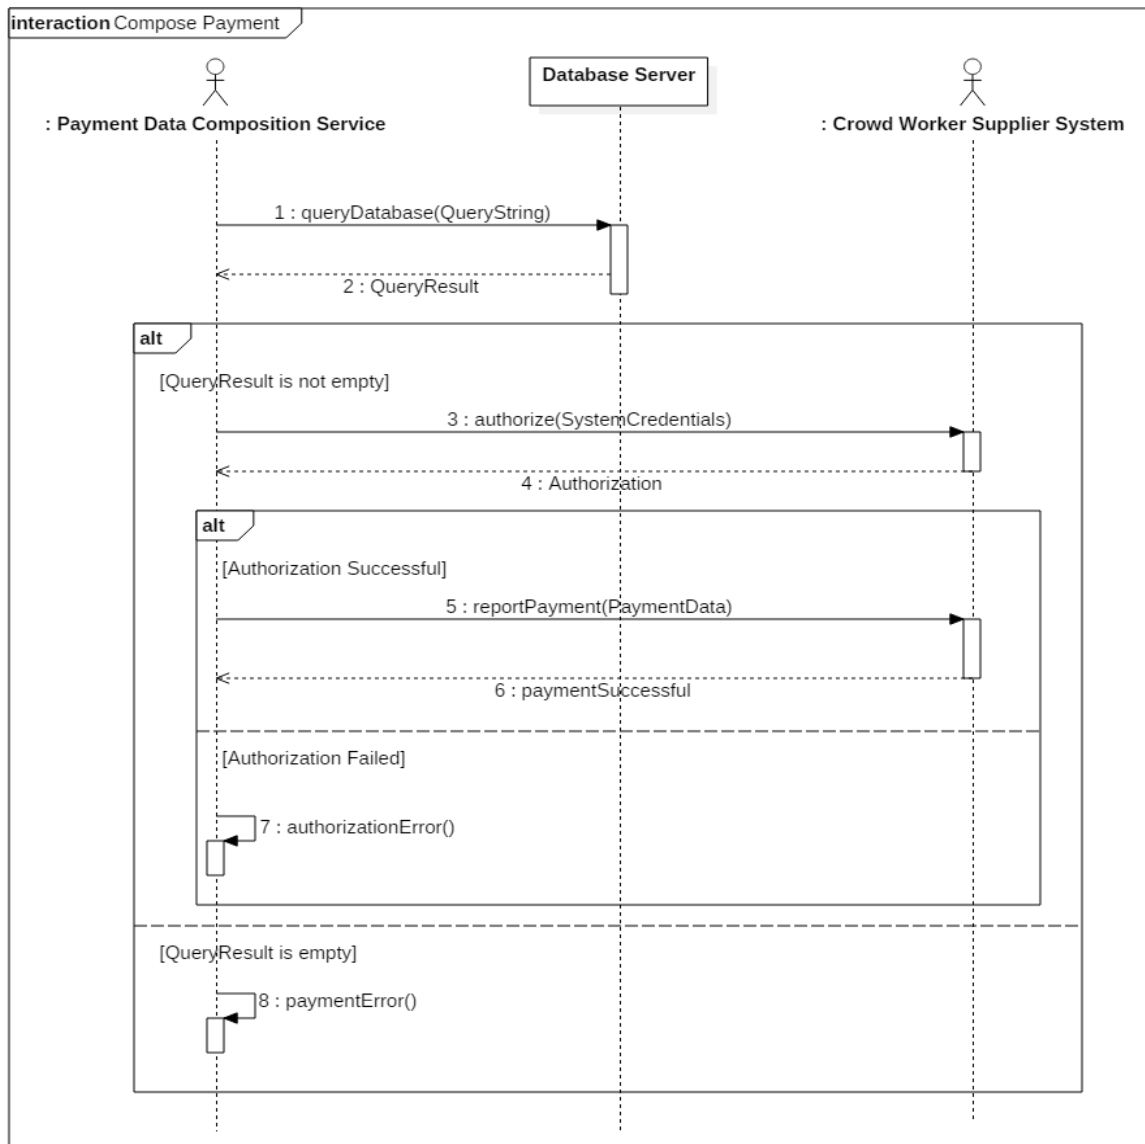 interaction Compose Payment
Database Server
: Payment Data Composition Service
: Crowd Worker Supplier System
1 : queryDatabase(QueryString)
2 : QueryResult
alt
[QueryResult is not empty]
3 : authorize(SystemCredentials)
4 : Authorization
alt
[Authorization Successful]
5 : reportPayment(PaymentData)
6 : paymentSuccessful
[Authorization Failed]
7 : authorizationError()
[QueryResult is empty]
8 : paymentError()